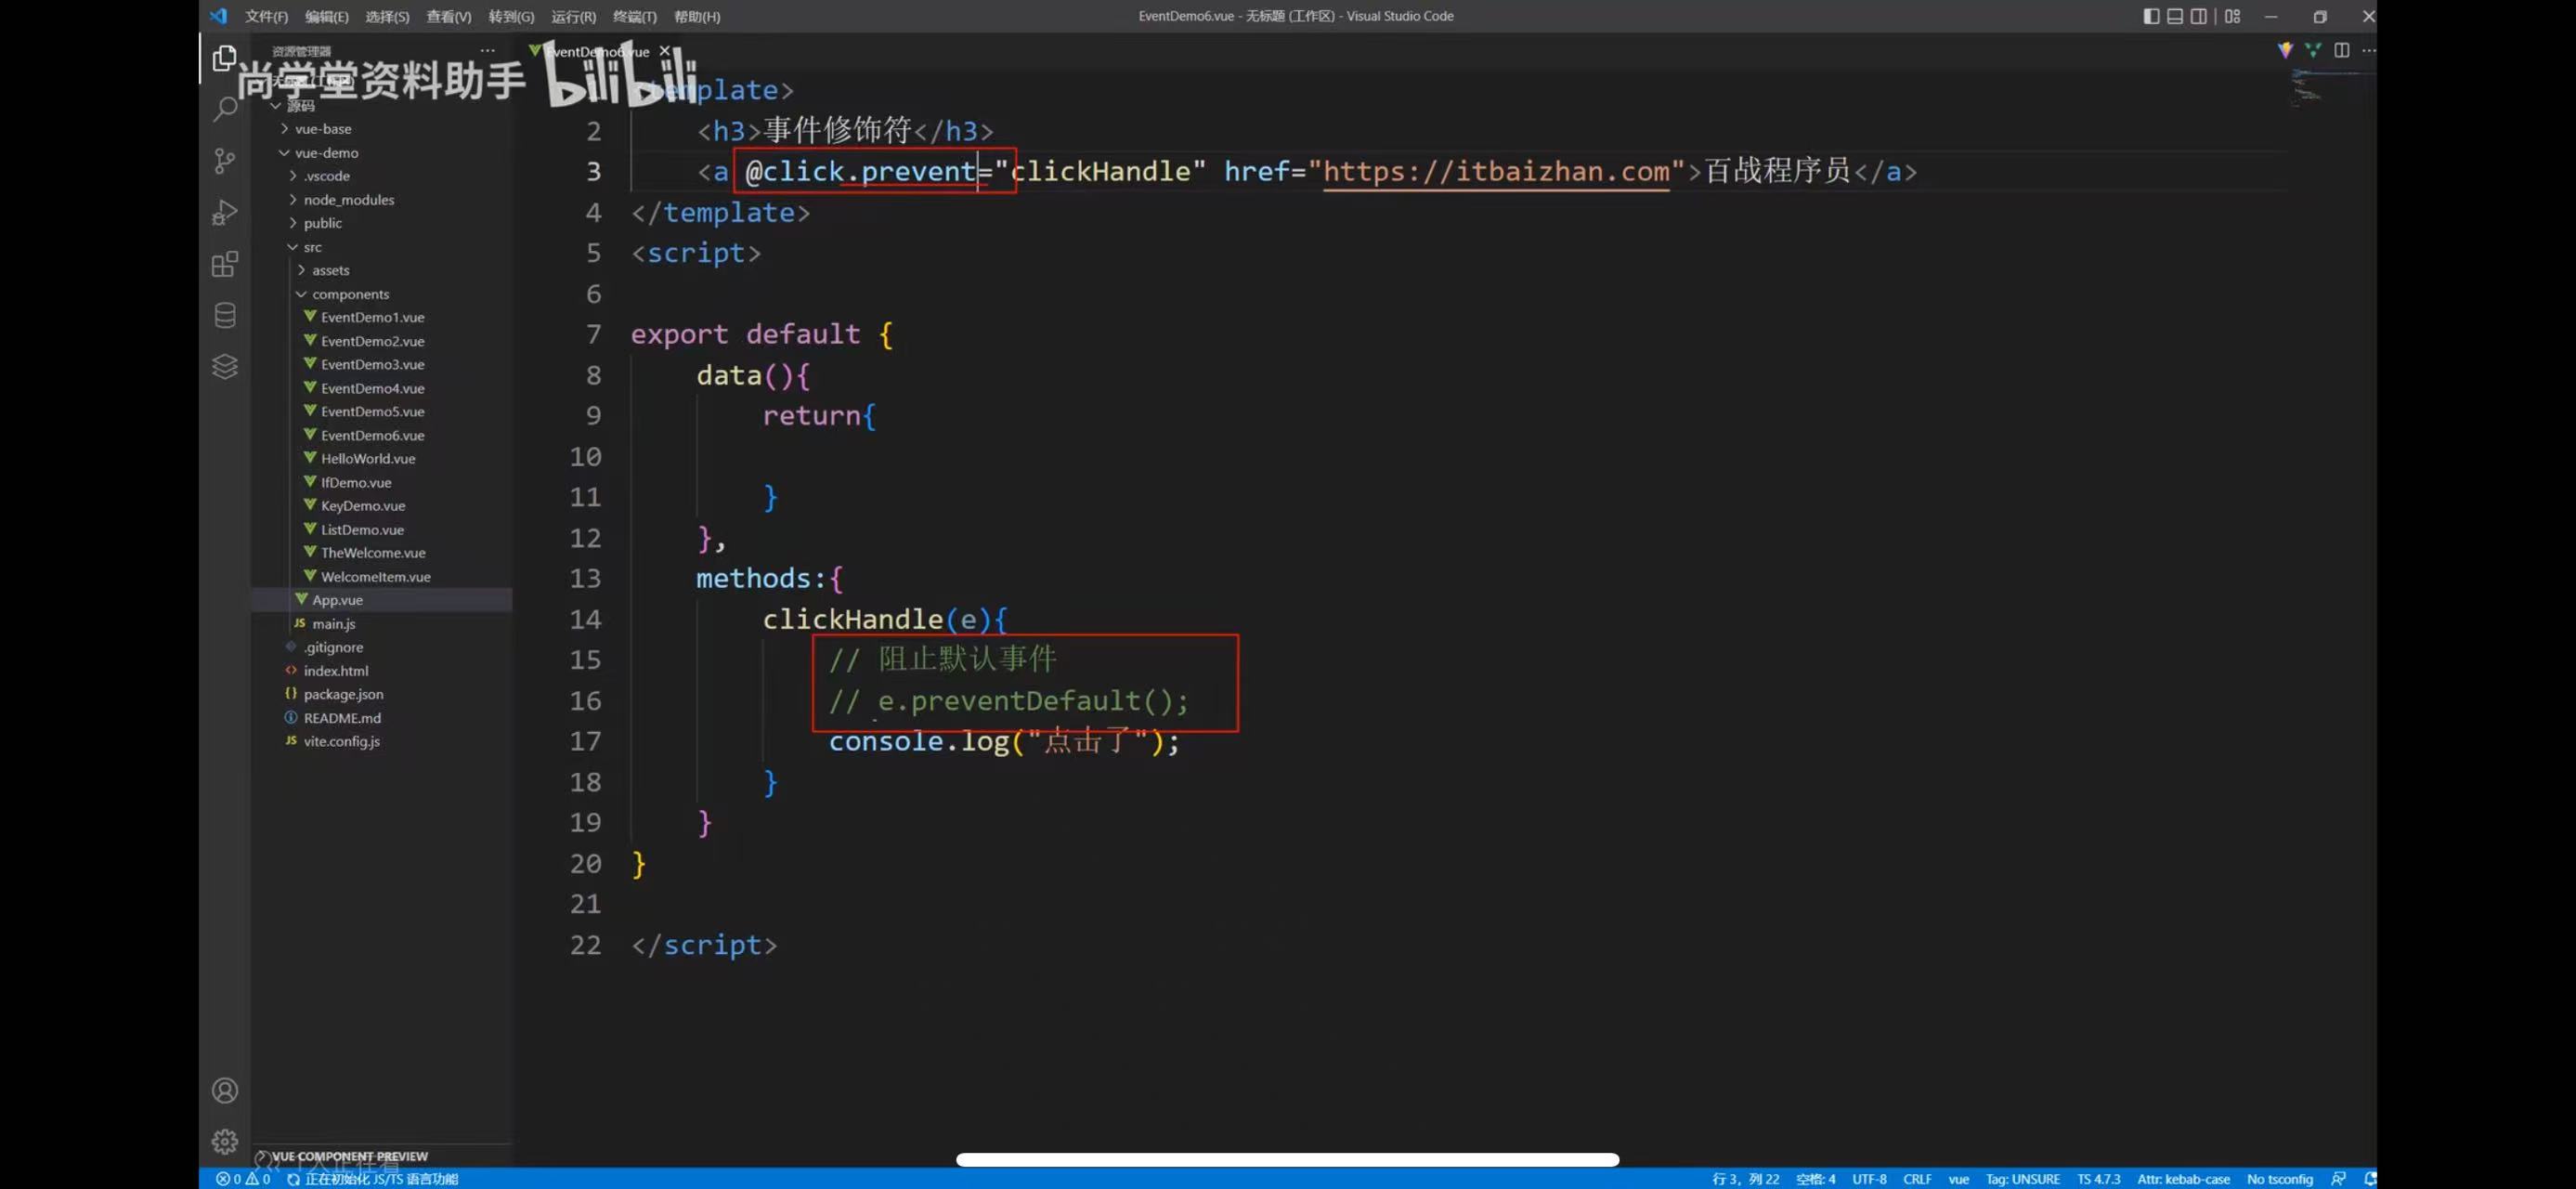 文件(F) 编辑(E) 选择(S) 查看(V) 转到(G) 运行(R) 终端(T) 帮助(H)
EventDemo6.vue - 无标题 (工作区) - Visual Studio Code
资源管理器
EventDemo6.vue
尚学堂资料助手 bilibili
源码
vue-base
vue-demo
.vscode
node_modules
public
src
assets
components
EventDemo1.vue
EventDemo2.vue
EventDemo3.vue
EventDemo4.vue
EventDemo5.vue
EventDemo6.vue
HelloWorld.vue
IfDemo.vue
KeyDemo.vue
ListDemo.vue
TheWelcome.vue
WelcomeItem.vue
App.vue
JS main.js
.gitignore
<> index.html
{} package.json
README.md
JS vite.config.js
VUE COMPONENT PREVIEW
1人正在看
template>
2 <h3>事件修饰符</h3>
3 <a @click.prevent="clickHandle" href="https://itbaizhan.com">百战程序员</a>
4 </template>
5 <script>
6
7 export default {
8 data(){
9 return{
10
11 }
12 },
13 methods:{
14 clickHandle(e){
15 // 阻止默认事件
16 // e.preventDefault();
17 console.log("点击了");
18 }
19 }
20 }
21
22 </script>
0 0 正在初始化 JS/TS 语言功能
行 3，列 22 空格: 4 UTF-8 CRLF vue Tag: UNSURE TS 4.7.3 Attr: kebab-case No tsconfig